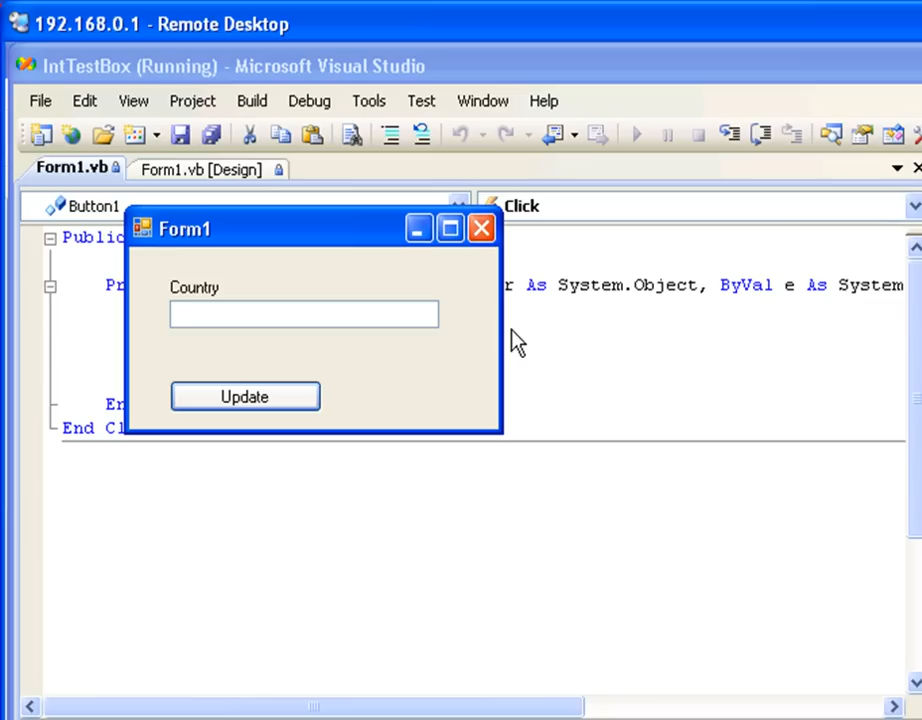 192.168.0.1 - Remote Desktop
IntTestBox (Running) - Microsoft Visual Studio
File Edit View Project Build Debug Tools Test Window Help
Form1.vb Form1.vb [Design]
Button1 Click
Form1
Public
Country
Pr r As System.Object, ByVal e As System
Update
En
End Cl